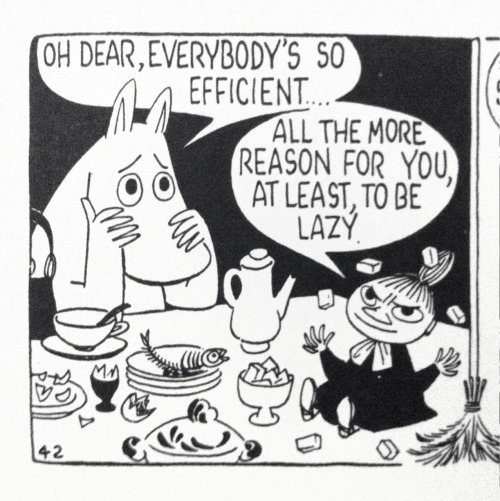 OH DEAR, EVERYBODY'S SO
EFFICIENT....
ALL THE MORE
REASON FOR YOU,
AT LEAST, TO BE
LAZY.
42